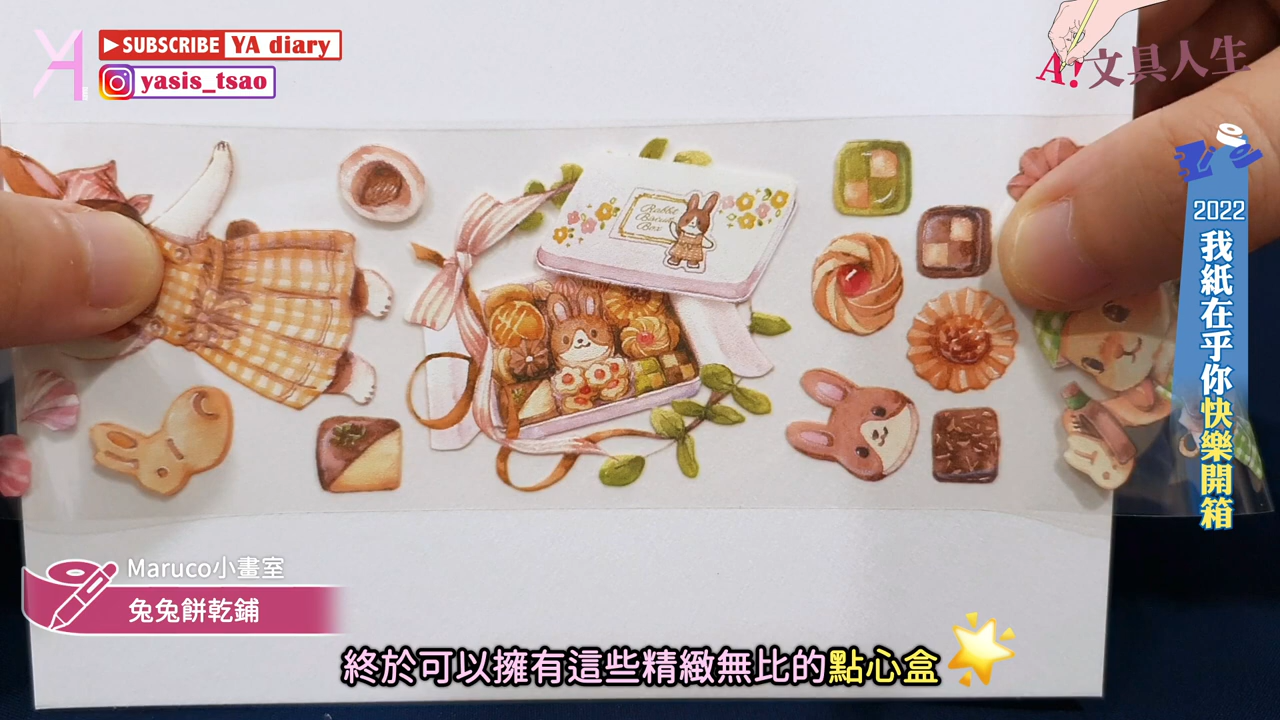 YA
SUBSCRIBE YA diary
yasis_tsao
A!文具人生
2022
我紙在乎你快樂開箱
Rabbit
Biscuit
Box
Maruco小畫室
兔兔餅乾鋪
終於可以擁有這些精緻無比的點心盒